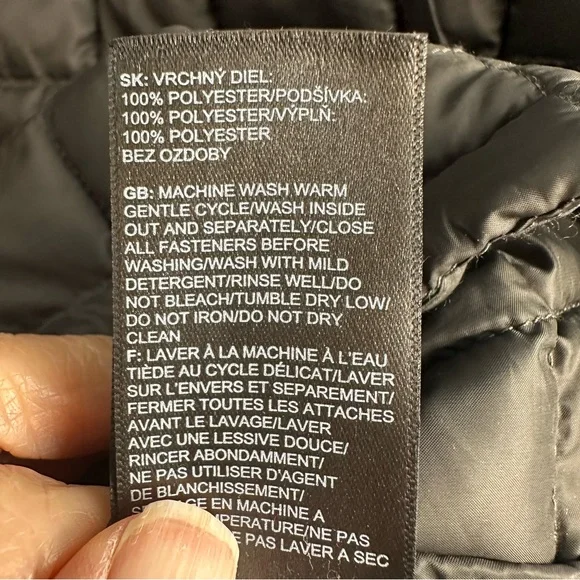 SK: VRCHNÝ DIEL:
100% POLYESTER/PODŠÍVKA:
100% POLYESTER/VÝPLŇ:
100% POLYESTER
BEZ OZDOBY
GB: MACHINE WASH WARM
GENTLE CYCLE/WASH INSIDE
OUT AND SEPARATELY/CLOSE
ALL FASTENERS BEFORE
WASHING/WASH WITH MILD
DETERGENT/RINSE WELL/DO
NOT BLEACH/TUMBLE DRY LOW/
DO NOT IRON/DO NOT DRY
CLEAN
F: LAVER À LA MACHINE À L'EAU
TIÈDE AU CYCLE DÉLICAT/LAVER
SUR L'ENVERS ET SEPAREMENT/
FERMER TOUTES LES ATTACHES
AVANT LE LAVAGE/LAVER
AVEC UNE LESSIVE DOUCE/
RINCER ABONDAMMENT/
NE PAS UTILISER D'AGENT
DE BLANCHISSEMENT/
EN MACHINE A
TEMPERATURE/NE PAS
NE PAS LAVER A SEC